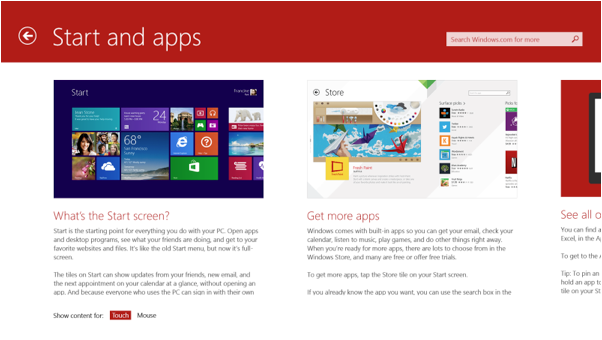 Start and apps
Search Windows.com for more
Start
Store
68°
What's the Start screen?
Start is the starting point for everything you do with your PC. Open apps
and desktop programs, see what your friends are doing, and get to your
favorite websites and files. It's like the old Start menu, but now it's full-
screen.
The tiles on Start can show updates from your friends, new email, and
the next appointment on your calendar at a glance, without opening an
app. And because everyone who uses the PC can sign in with their own
Get more apps
Windows comes with built-in apps so you can get your email, check your
calendar, listen to music, play games, and do other things right away.
When you're ready for more apps, there are lots to choose from in the
Windows Store, and many are free or offer free trials.
To get more apps, tap the Store tile on your Start screen.
If you already know the app you want, you can use the search box in the
See all o
You can find a
Excel, in the Ap
To get to the A
Tip: To pin an
hold an app to
tile on your St
Show content for: Touch Mouse